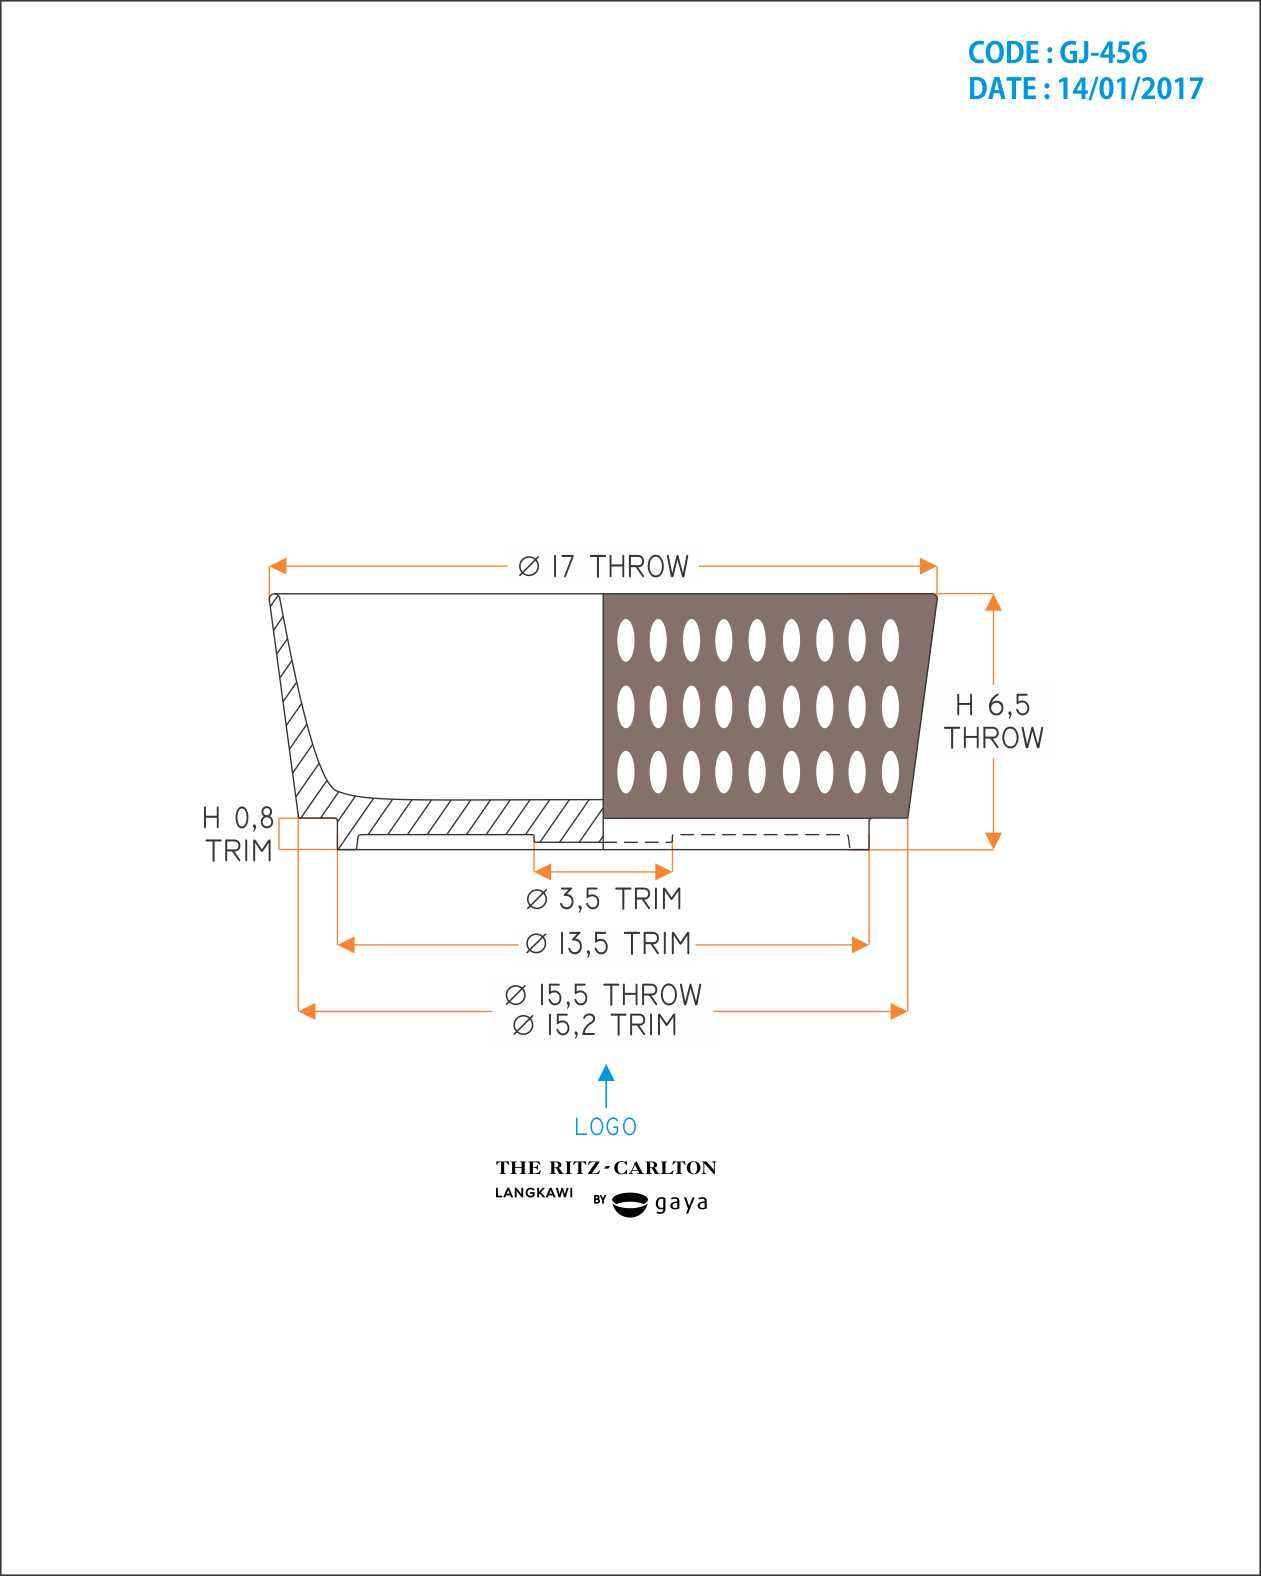 CODE : GJ-456
DATE : 14/01/2017
Ø 17 THROW
H 6,5
THROW
H 0,8
TRIM
Ø 3,5 TRIM
Ø 13,5 TRIM
Ø 15,5 THROW
Ø 15,2 TRIM
LOGO
THE RITZ-CARLTON
LANGKAWI
BY gaya